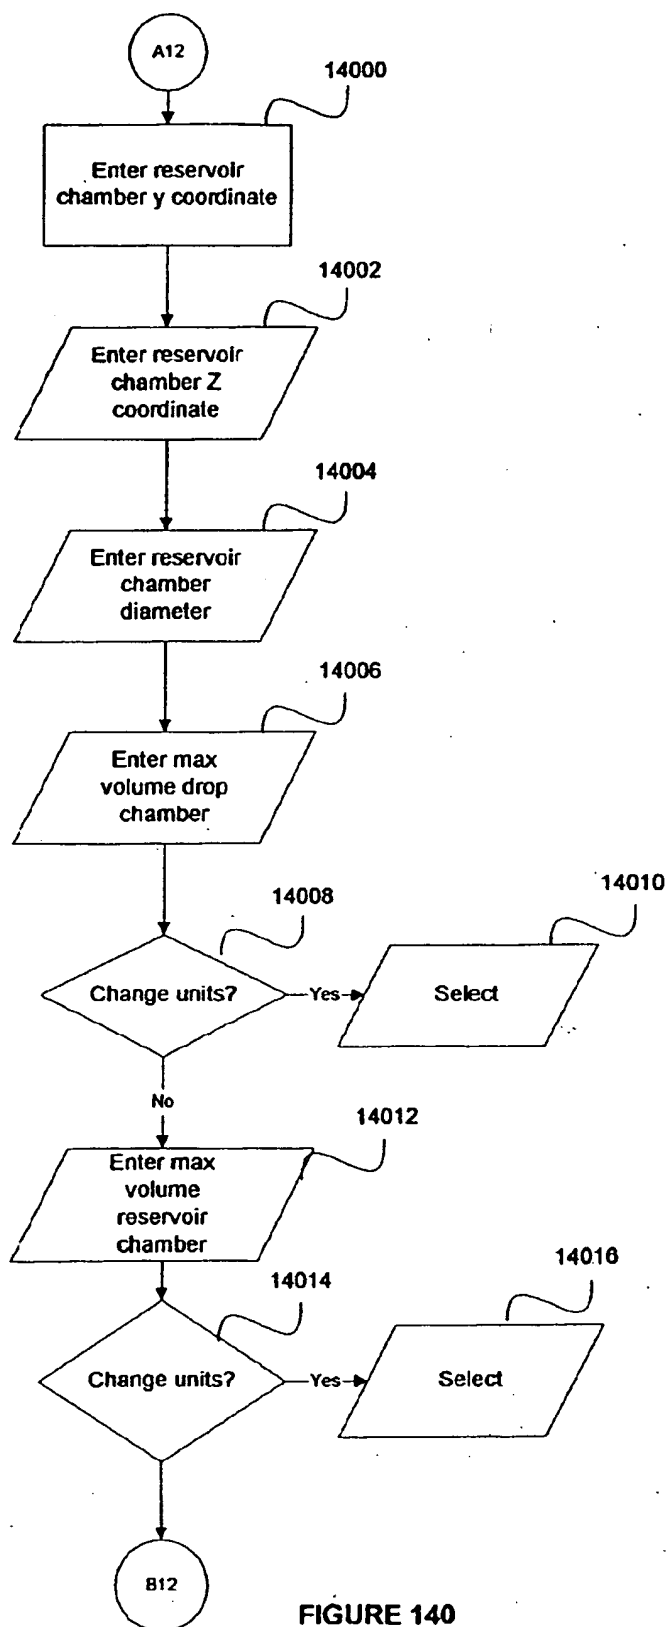 A12
14000
Enter reservoir
chamber y coordinate
14002
Enter reservoir
chamber Z
coordinate
14004
Enter reservoir
chamber
diameter
14006
Enter max
volume drop
chamber
14008
Change units?
Yes
14010
Select
No
14012
Enter max
volume
reservoir
chamber
14014
Change units?
Yes
14016
Select
B12
FIGURE 140